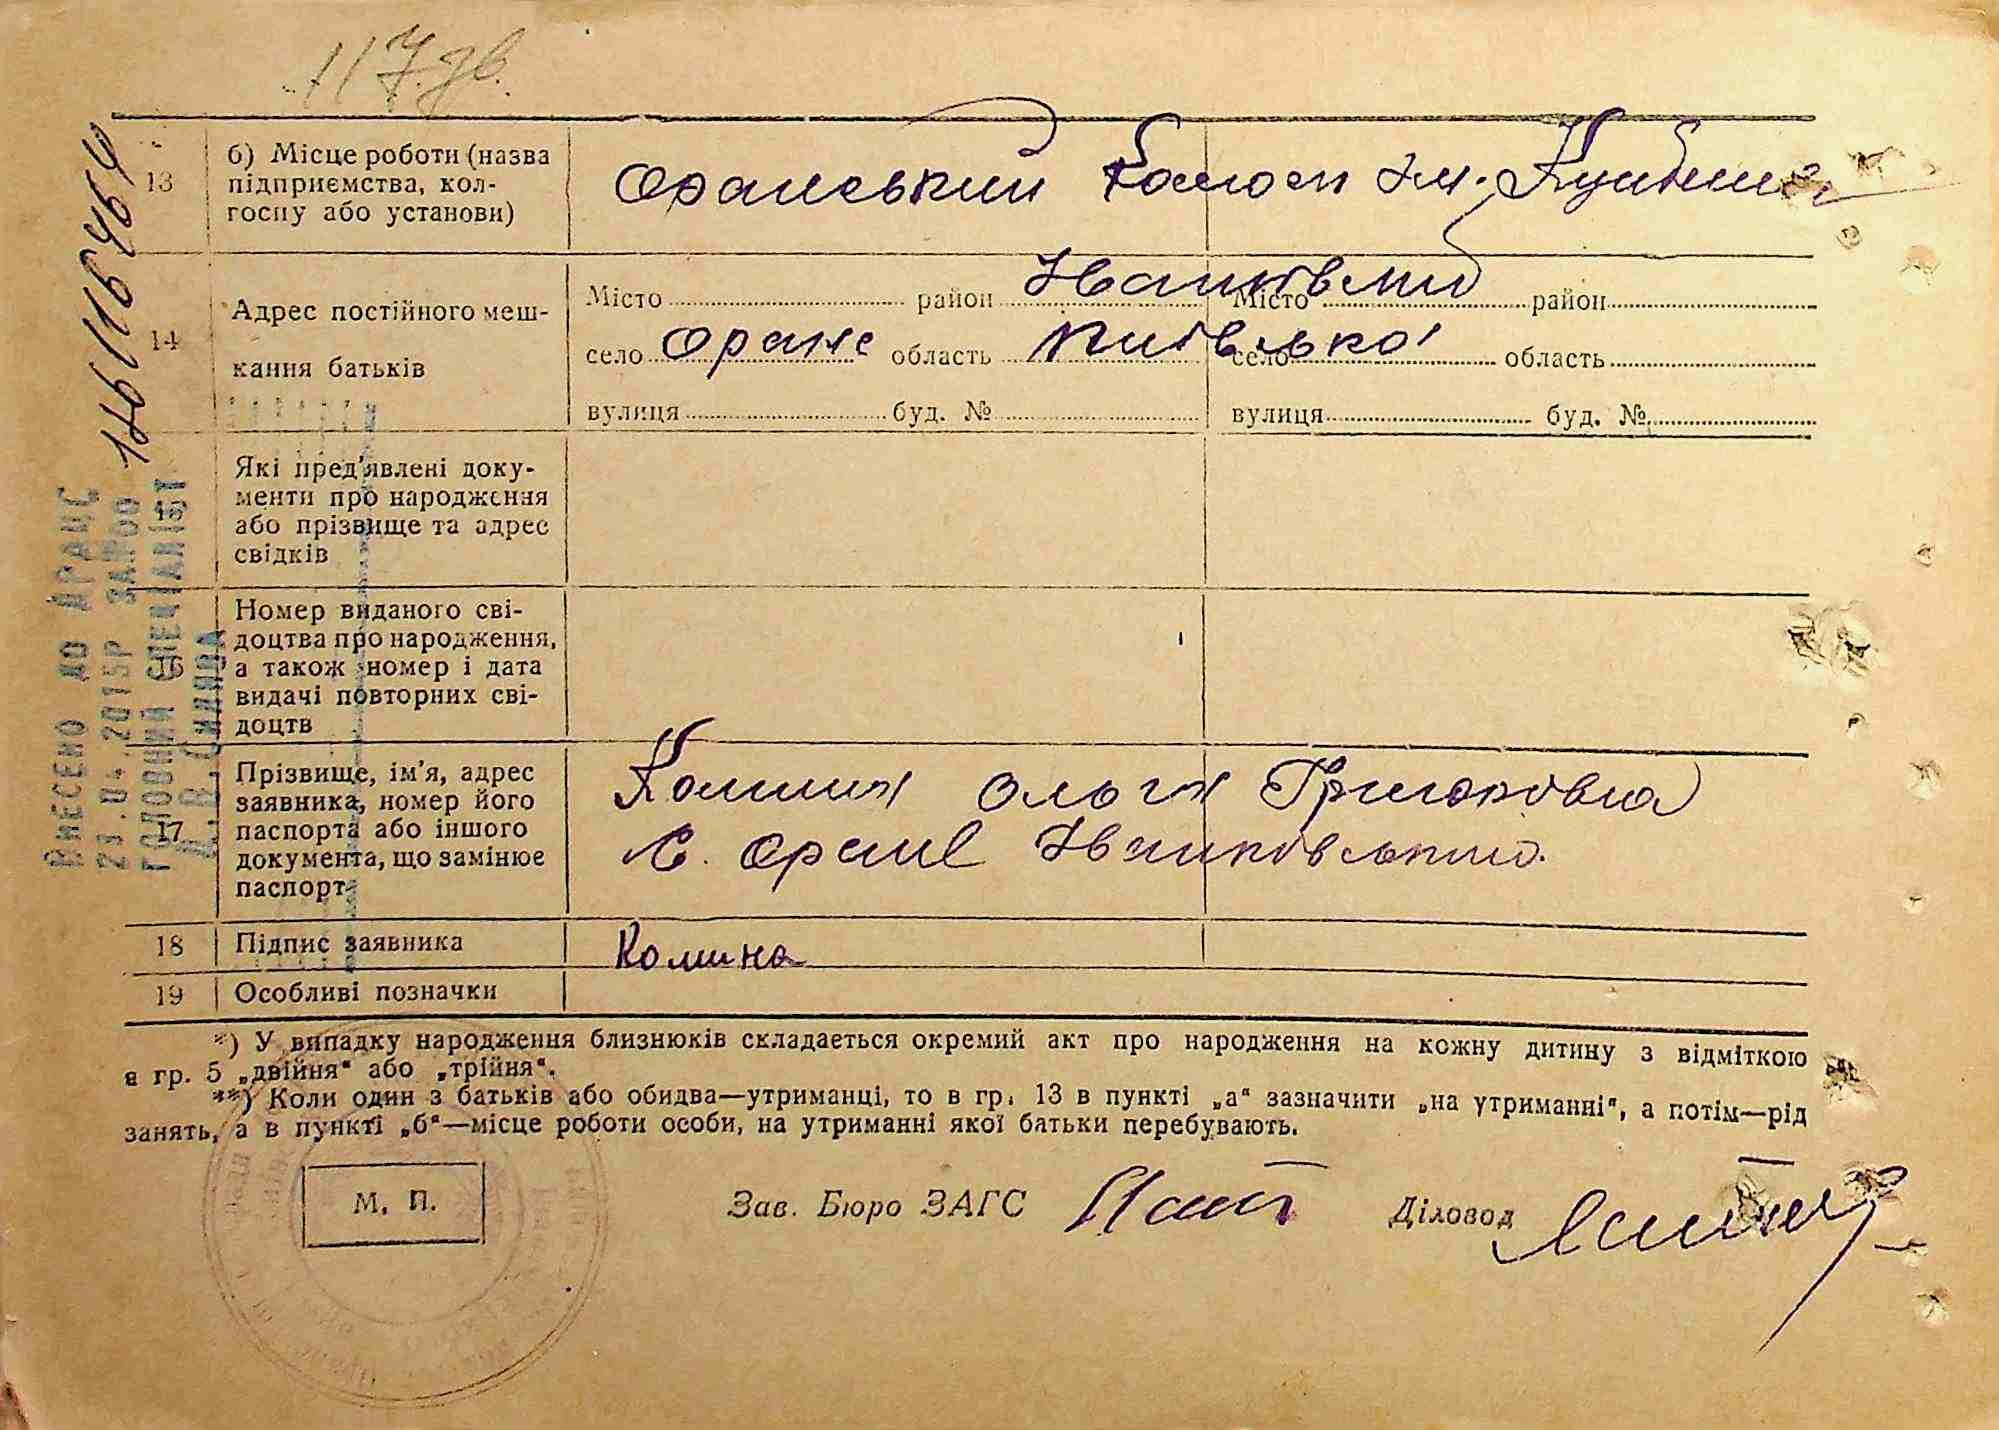 117 зв.
13
б) Місце роботи (назва
підприємства, кол-
госпу або установи)
Оранський колгосп ім.
14
Адрес постійного меш-
кання батьків
Місто район Іванківський Місто район
село Оране область Київської село область
вулиця буд. № вулиця буд. №
15
Які пред'явлені доку-
менти про народження
або прізвище та адрес
свідків
16
Номер виданого сві-
доцтва про народження,
а також номер і дата
видачі повторних сві-
доцтв
17
Прізвище, ім'я, адрес
заявника, номер його
паспорта або іншого
документа, що замінює
паспорт
Комина Ольга Григоровна
с. Оране Іванковського
18 Підпис заявника Комина
19 Особливі позначки
*) У випадку народження близнюків складається окремий акт про народження на кожну дитину з відміткою
в гр. 5 „двійня" або „трійня".
**) Коли один з батьків або обидва—утриманці, то в гр. 13 в пункті „а" зазначити „на утриманні", а потім—рід
занять, а в пункті „б"—місце роботи особи, на утриманні якої батьки перебувають.
М. П.
Зав. Бюро ЗАГС Діловод
Внесено до ДРАЦС
23.04.2015р
головний спеціаліст